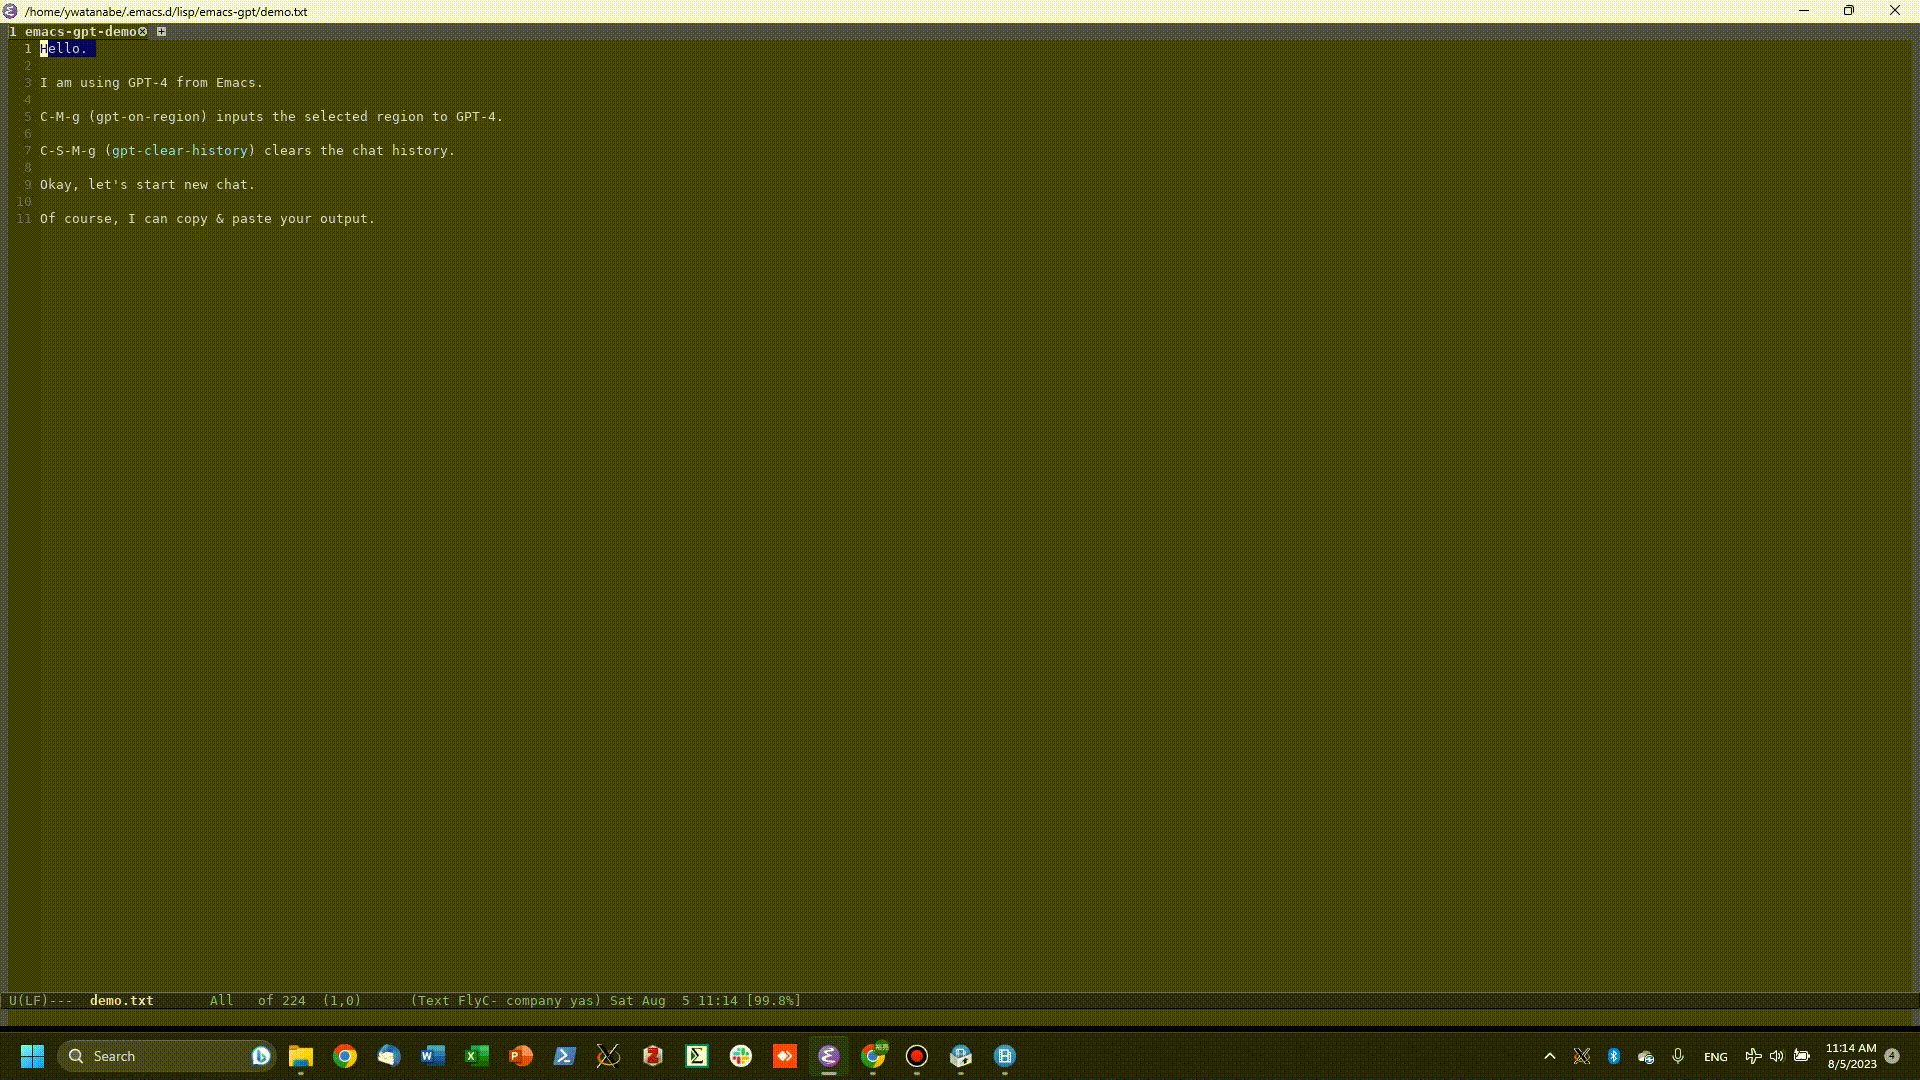 /home/ywatanabe/.emacs.d/lisp/emacs-gpt/demo.txt
1 emacs-gpt-demo
1 Hello.
2
3 I am using GPT-4 from Emacs.
4
5 C-M-g (gpt-on-region) inputs the selected region to GPT-4.
6
7 C-S-M-g (gpt-clear-history) clears the chat history.
8
9 Okay, let's start new chat.
10
11 Of course, I can copy & paste your output.
U(LF)--- demo.txt All of 224 (1,0) (Text FlyC- company yas) Sat Aug 5 11:14 [99.8%]
Search
ENG
11:14 AM
8/5/2023
4